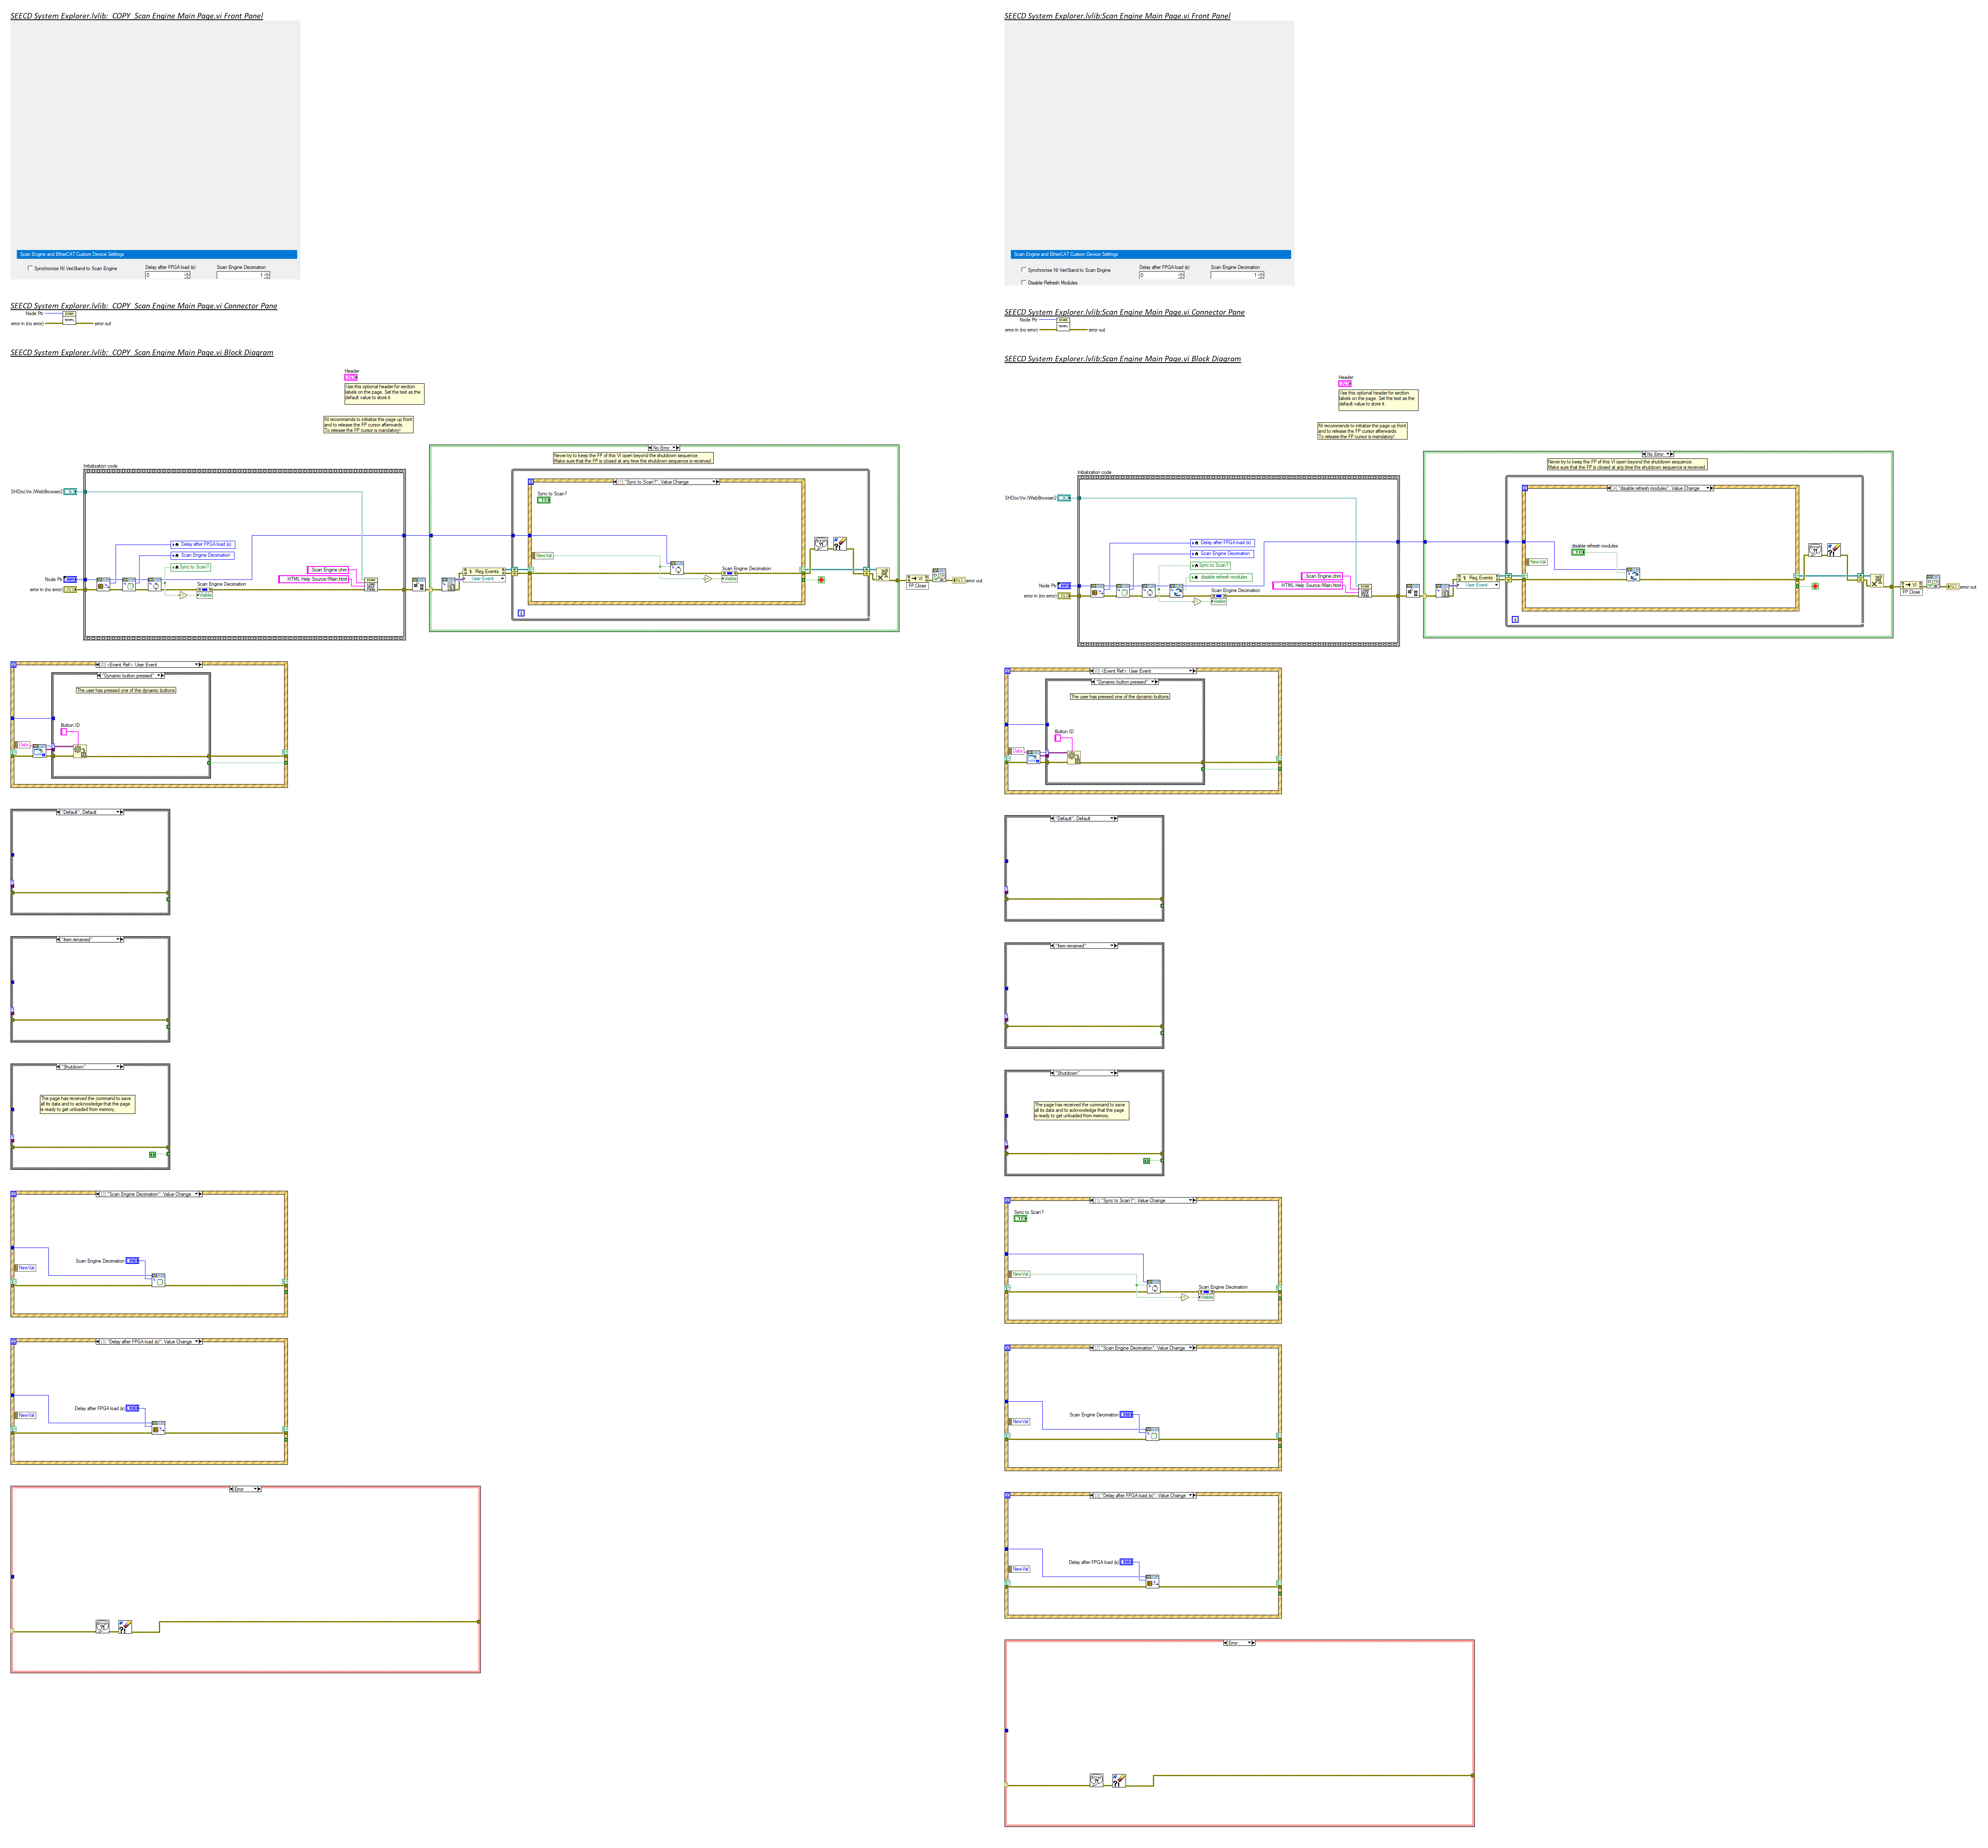 SEECD System Explorer.lvlib:_COPY_Scan Engine Main Page.vi Front Panel
Scan Engine and EtherCAT Custom Device Settings
Synchronize NI VeriStand to Scan Engine
Delay after FPGA load (s)
0
Scan Engine Decimation
1
SEECD System Explorer.lvlib:_COPY_Scan Engine Main Page.vi Connector Pane
Node Ptr
error in (no error)
error out
SEECD System Explorer.lvlib:_COPY_Scan Engine Main Page.vi Block Diagram
Header
Use this optional header for section
labels on the page. Set the text as the
default value to store it.
NI recommends to initialize the page up front
and to release the FP cursor afterwards.
To release the FP cursor is mandatory!
No Error
Never try to keep the FP of this VI open beyond the shutdown sequence.
Make sure that the FP is closed at any time the shutdown sequence is received.
Initialization code
"Sync to Scan?": Value Change
SHDocVw.IWebBrowser2
Sync to Scan?
Delay after FPGA load (s)
Scan Engine Decimation
Sync to Scan?
NewVal
Scan Engine.chm
HTML Help Source/Main.html
Scan Engine Decimation
Visible
Node Ptr
error in (no error)
Reg Events
User Event
Scan Engine Decimation
Visible
VI
FP.Close
error out
<Event Ref>: User Event
"Dynamic button pressed"
The user has pressed one of the dynamic buttons
Button ID
Data
"Default", Default
"Item renamed"
"Shutdown"
The page has received the command to save
all its data and to acknowledge that the page
is ready to get unloaded from memory.
"Scan Engine Decimation": Value Change
Scan Engine Decimation
NewVal
"Delay after FPGA load (s)": Value Change
Delay after FPGA load (s)
NewVal
Error
SEECD System Explorer.lvlib:Scan Engine Main Page.vi Front Panel
Scan Engine and EtherCAT Custom Device Settings
Synchronize NI VeriStand to Scan Engine
Delay after FPGA load (s)
0
Scan Engine Decimation
1
Disable Refresh Modules
SEECD System Explorer.lvlib:Scan Engine Main Page.vi Connector Pane
Node Ptr
error in (no error)
error out
SEECD System Explorer.lvlib:Scan Engine Main Page.vi Block Diagram
Header
Use this optional header for section
labels on the page. Set the text as the
default value to store it.
NI recommends to initialize the page up front
and to release the FP cursor afterwards.
To release the FP cursor is mandatory!
No Error
Never try to keep the FP of this VI open beyond the shutdown sequence.
Make sure that the FP is closed at any time the shutdown sequence is received.
Initialization code
"disable refresh modules": Value Change
SHDocVw.IWebBrowser2
Delay after FPGA load (s)
Scan Engine Decimation
Sync to Scan?
disable refresh modules
disable refresh modules
NewVal
Scan Engine.chm
HTML Help Source/Main.html
Scan Engine Decimation
Visible
Node Ptr
error in (no error)
Reg Events
User Event
VI
FP.Close
error out
<Event Ref>: User Event
"Dynamic button pressed"
The user has pressed one of the dynamic buttons
Button ID
Data
"Default", Default
"Item renamed"
"Shutdown"
The page has received the command to save
all its data and to acknowledge that the page
is ready to get unloaded from memory.
"Sync to Scan?": Value Change
Sync to Scan?
NewVal
Scan Engine Decimation
Visible
"Scan Engine Decimation": Value Change
Scan Engine Decimation
NewVal
"Delay after FPGA load (s)": Value Change
Delay after FPGA load (s)
NewVal
Error